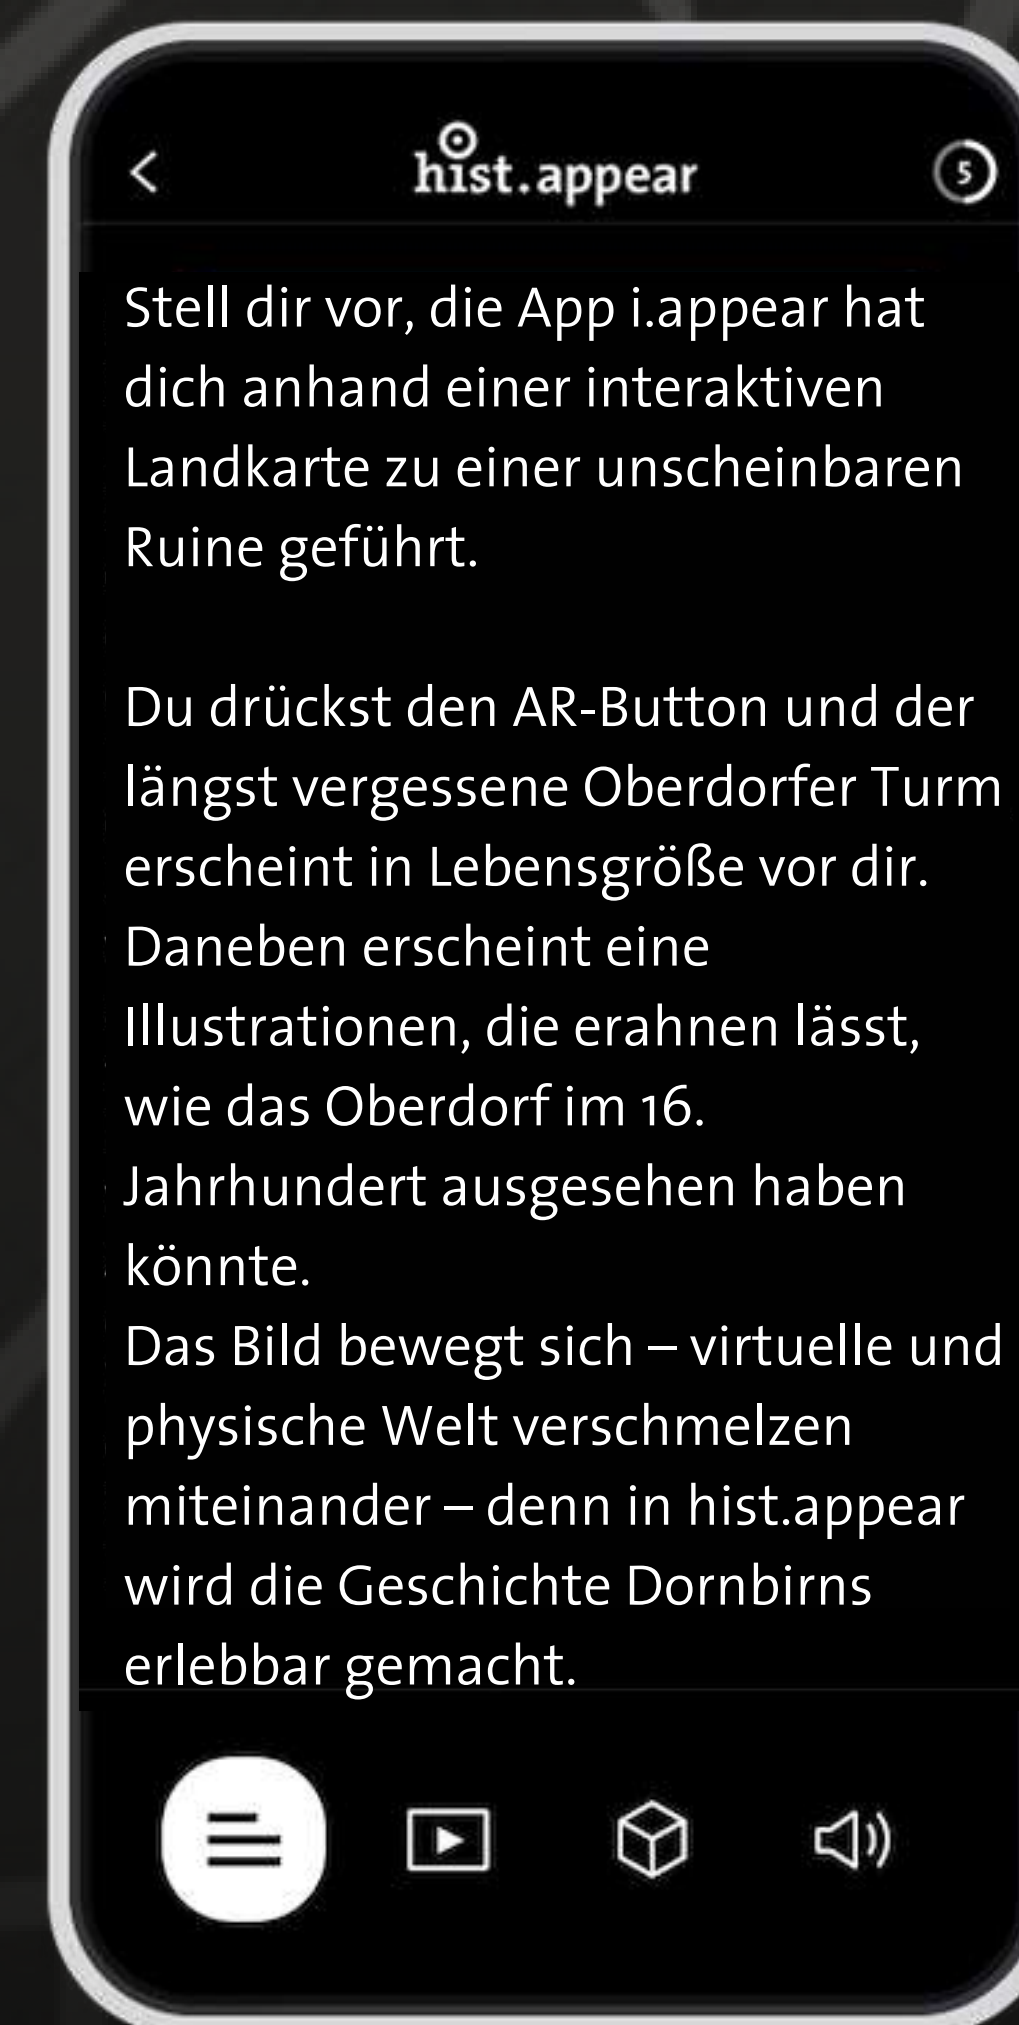 hist.appear
5
Stell dir vor, die App i.appear hat
dich anhand einer interaktiven
Landkarte zu einer unscheinbaren
Ruine geführt.
Du drückst den AR-Button und der
längst vergessene Oberdorfer Turm
erscheint in Lebensgröße vor dir.
Daneben erscheint eine
Illustrationen, die erahnen lässt,
wie das Oberdorf im 16.
Jahrhundert ausgesehen haben
könnte.
Das Bild bewegt sich – virtuelle und
physische Welt verschmelzen
miteinander – denn in hist.appear
wird die Geschichte Dornbirns
erlebbar gemacht.